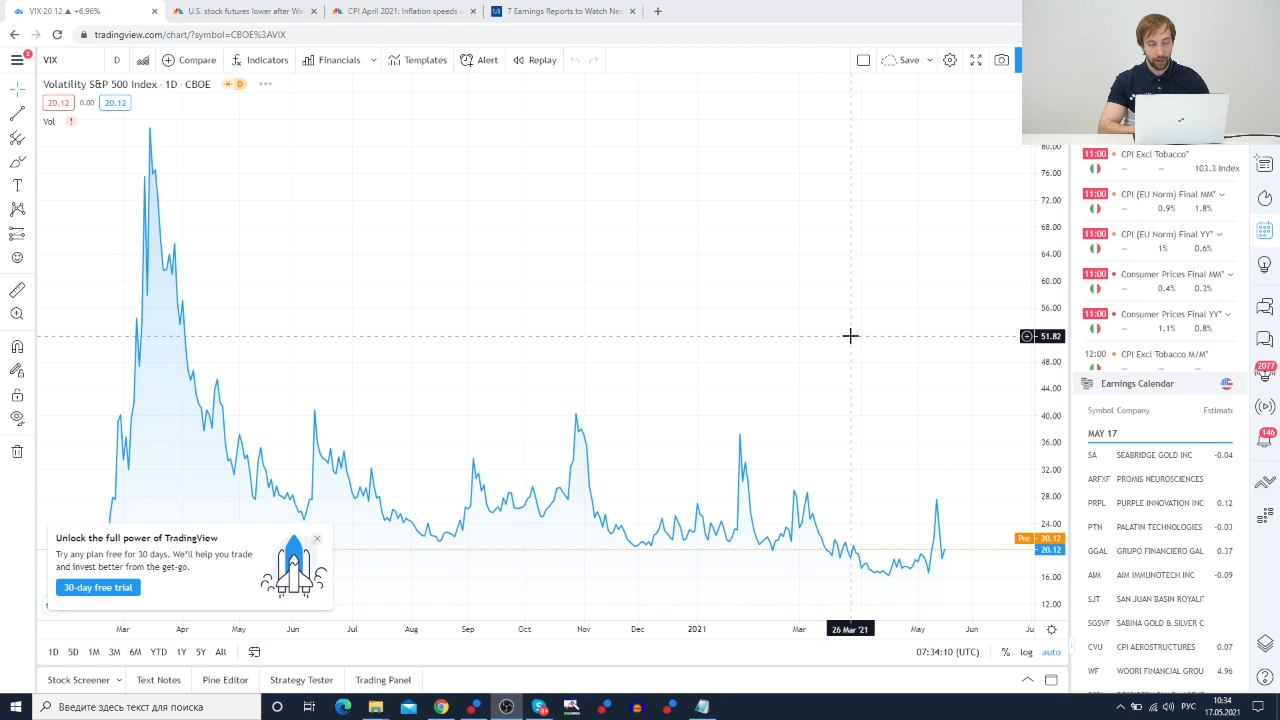 VIX 20.12 ▲ +6.96%
U.S. stock futures lower after Wa
CPI April 2021: Inflation speeds u
7 Earnings Reports to Watch Nex
tradingview.com/chart/?symbol=CBOE%3AVIX
2
VIX
D
Compare
Indicators
Financials
Templates
Alert
Replay
Save
Volatility S&P 500 Index · 1D · CBOE
D
20.12
0.00
20.12
Vol
80.00
76.00
72.00
68.00
64.00
60.00
56.00
51.82
48.00
44.00
40.00
36.00
32.00
28.00
24.00
Pre 20.12
20.12
16.00
12.00
Unlock the full power of TradingView
Try any plan free for 30 days. We'll help you trade
and invest better from the get-go.
30-day free trial
Mar
Apr
May
Jun
Jul
Aug
Sep
Oct
Nov
Dec
2021
Mar
26 Mar '21
May
Jun
Ju
1D 5D 1M 3M 6M YTD 1Y 5Y All
07:34:10 (UTC)
% log auto
Stock Screener
Text Notes
Pine Editor
Strategy Tester
Trading Panel
11:00 CPI Excl Tobacco*
— — 103.3 Index
11:00 CPI (EU Norm) Final MM*
— 0.9% 1.8%
11:00 CPI (EU Norm) Final YY*
— 1% 0.6%
11:00 Consumer Prices Final MM*
— 0.4% 0.3%
11:00 Consumer Prices Final YY*
— 1.1% 0.8%
12:00 CPI Excl Tobacco M/M*
Earnings Calendar
Symbol Company Estimate
MAY 17
SA SEABRIDGE GOLD INC -0.04
ARFXF PROMIS NEUROSCIENCES
PRPL PURPLE INNOVATION INC 0.12
PTN PALATIN TECHNOLOGIES -0.03
GGAL GRUPO FINANCIERO GAL 0.37
AIM AIM IMMUNOTECH INC -0.09
SJT SAN JUAN BASIN ROYALIT
SGSVF SABINA GOLD & SILVER C
CVU CPI AEROSTRUCTURES 0.07
WF WOORI FINANCIAL GROU 4.96
2077
146
Введите здесь текст для поиска
РУС
10:34
17.05.2021